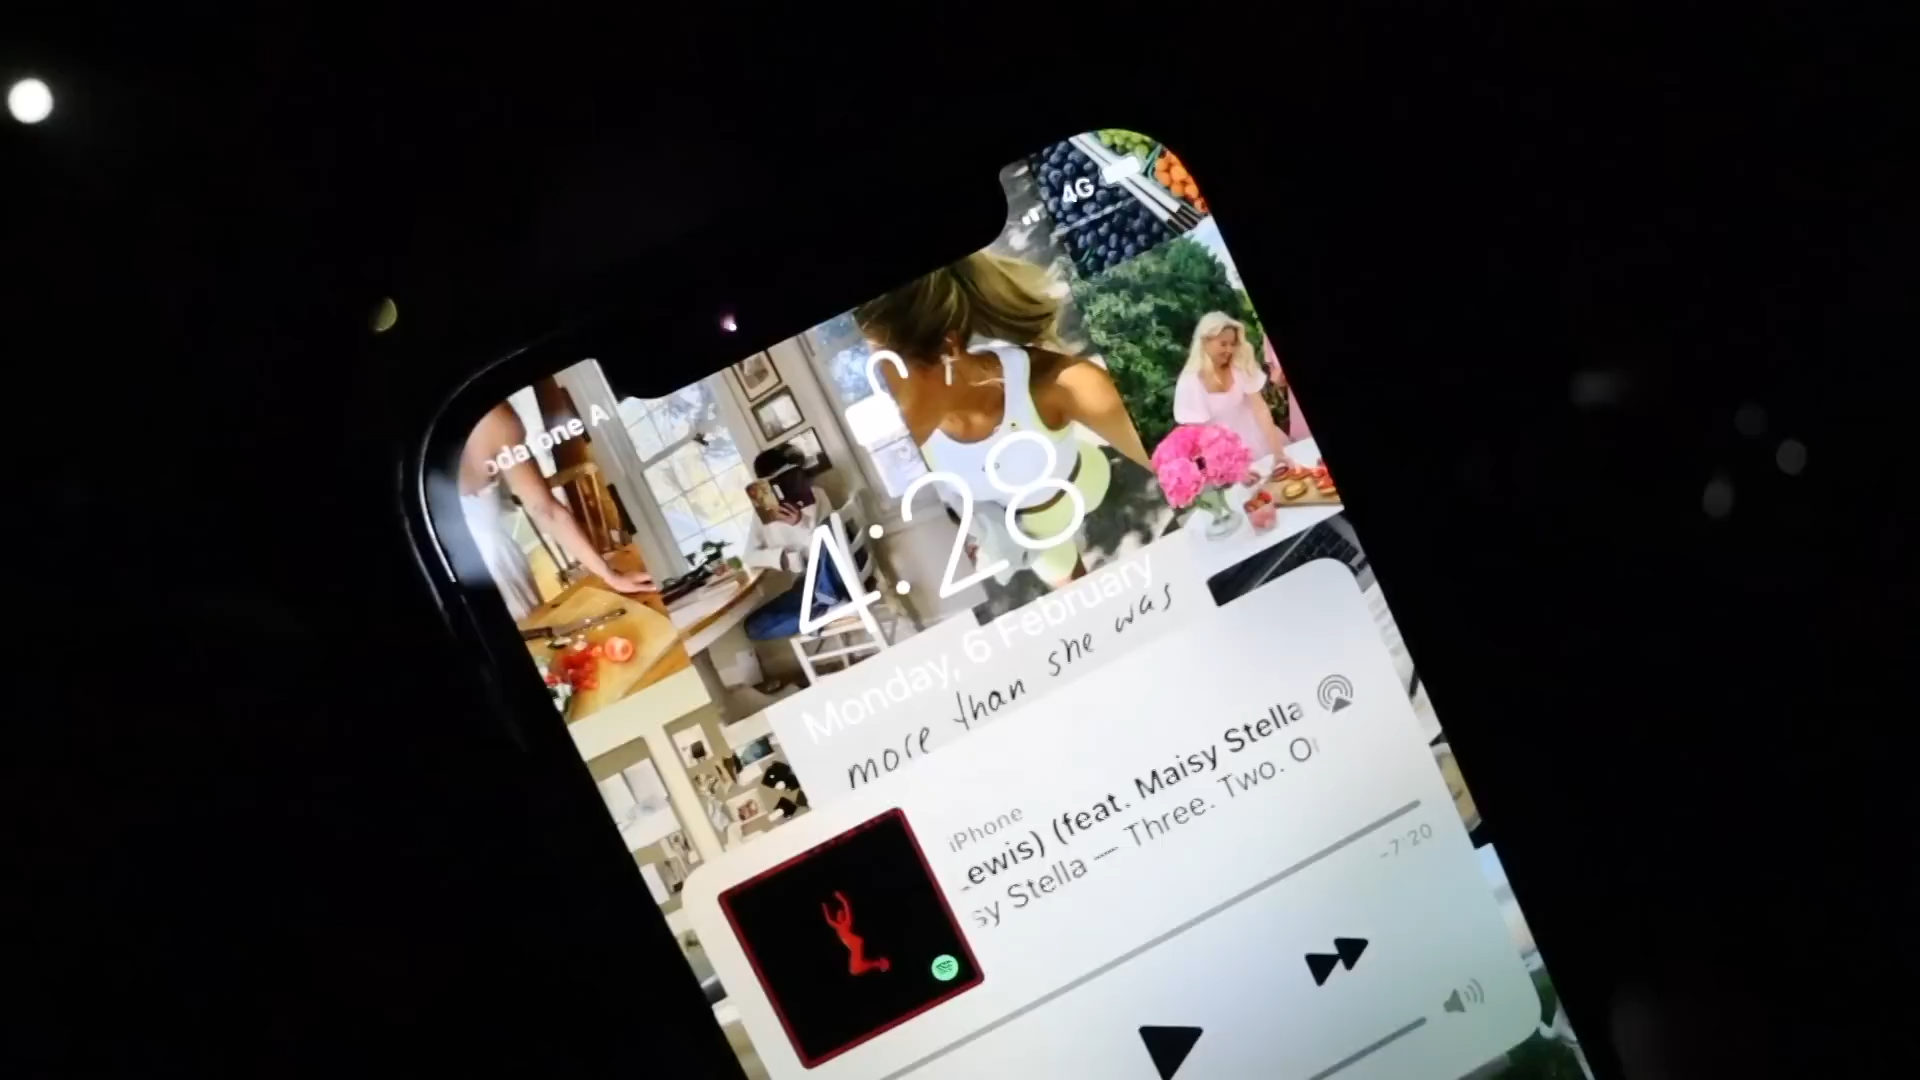 odafone A
4G
4:28
Monday, 6 February
more than she was
iPhone
ewis) (feat. Maisy Stella
sy Stella — Three. Two. O
-7:20